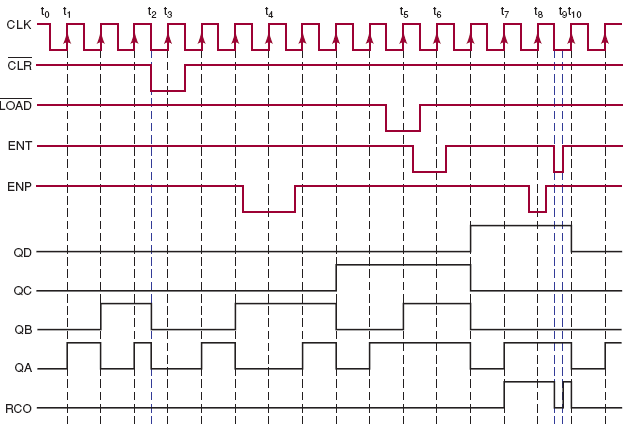 t0 t1 t2 t3 t4 t5 t6 t7 t8 t9 t10
CLK
CLR
LOAD
ENT
ENP
QD
QC
QB
QA
RCO